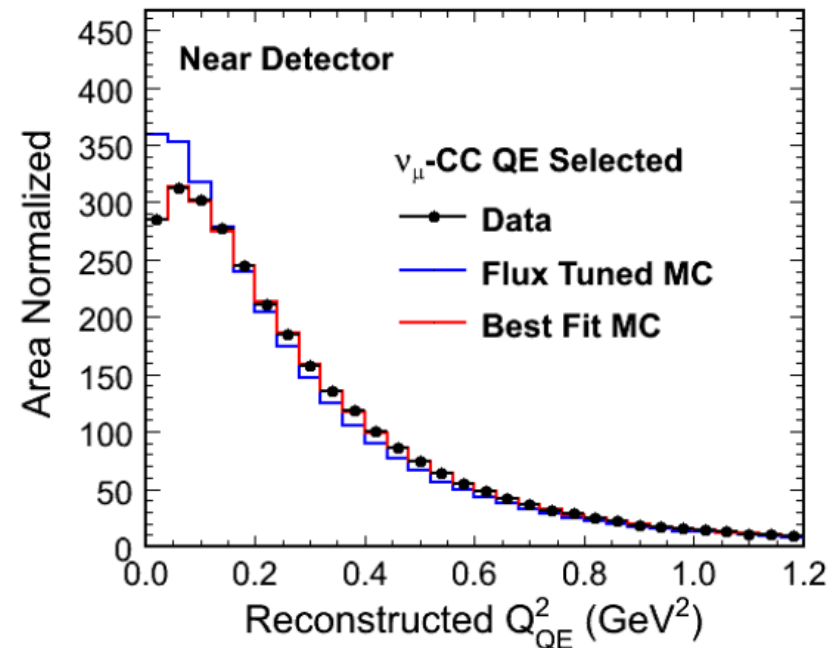 450
400
350
300
250
200
150
100
50
0
Area Normalized
Near Detector
νμ-CC QE Selected
Data
Flux Tuned MC
Best Fit MC
0.0 0.2 0.4 0.6 0.8 1.0 1.2
Reconstructed Q²QE (GeV²)